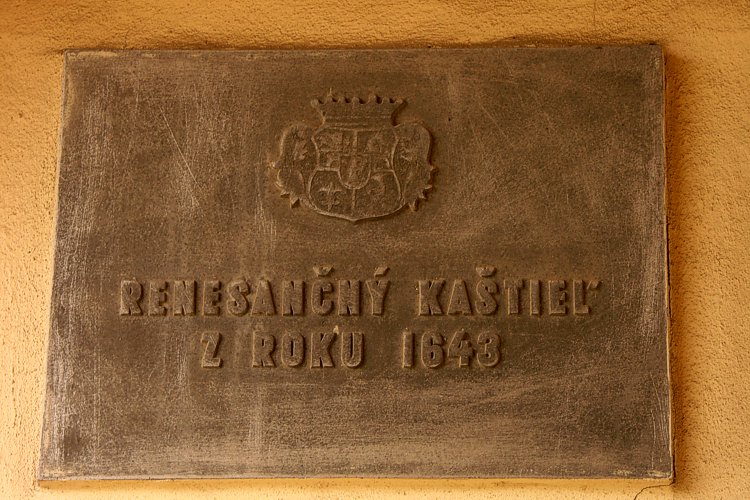 RENESANČNÝ KAŠTIEĽ
Z ROKU 1643